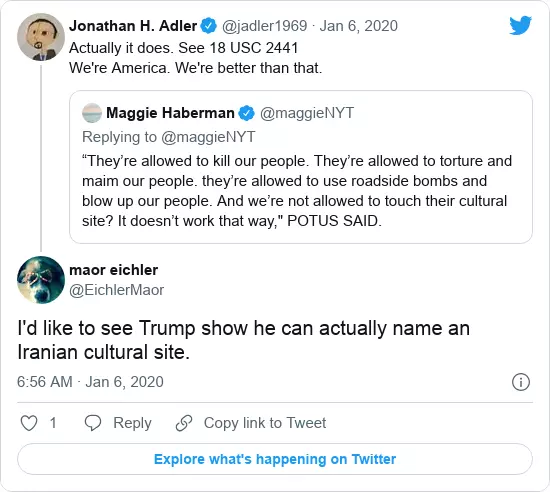 Jonathan H. Adler @jadler1969 · Jan 6, 2020
Actually it does. See 18 USC 2441
We're America. We're better than that.
Maggie Haberman @maggieNYT
Replying to @maggieNYT
“They’re allowed to kill our people. They’re allowed to torture and
maim our people. they’re allowed to use roadside bombs and
blow up our people. And we’re not allowed to touch their cultural
site? It doesn’t work that way," POTUS SAID.
maor eichler
@EichlerMaor
I'd like to see Trump show he can actually name an
Iranian cultural site.
6:56 AM · Jan 6, 2020
1 Reply Copy link to Tweet
Explore what's happening on Twitter